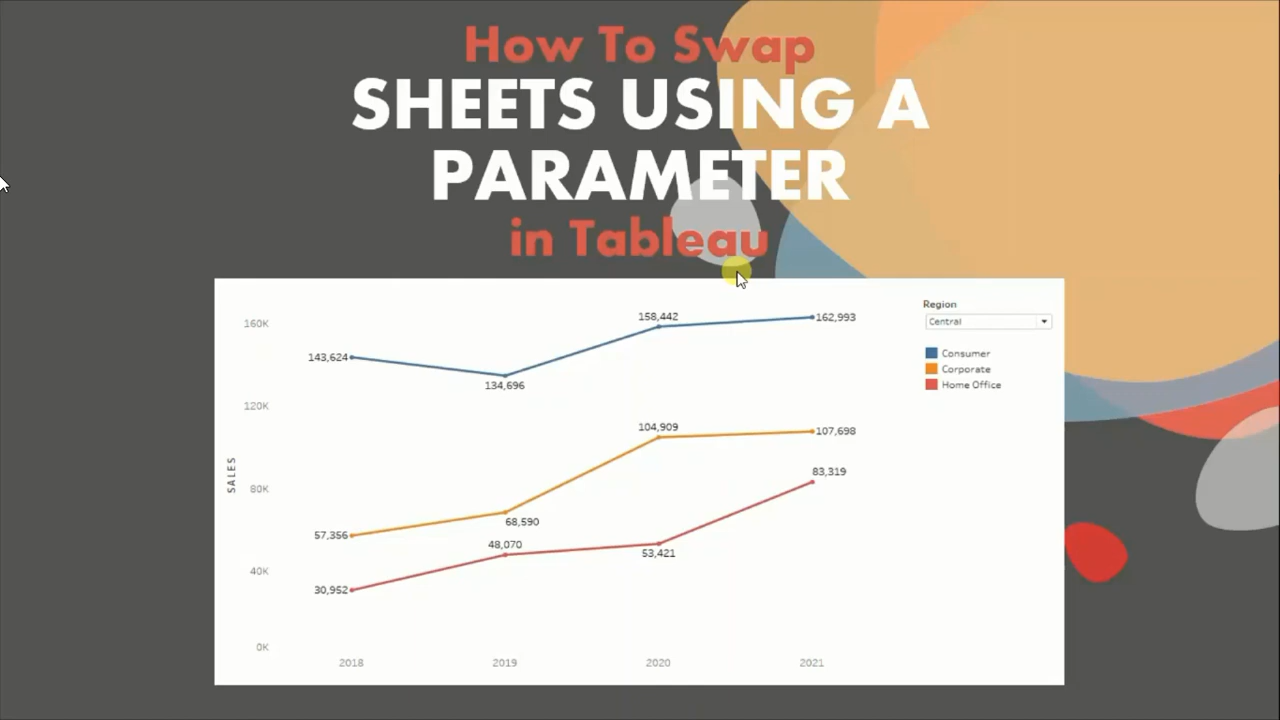 How To Swap
SHEETS USING A
PARAMETER
in Tableau
Region
Central
Consumer
Corporate
Home Office
SALES
160K
120K
80K
40K
0K
143,624
134,696
158,442
162,993
57,356
68,590
104,909
107,698
30,952
48,070
53,421
83,319
2018
2019
2020
2021